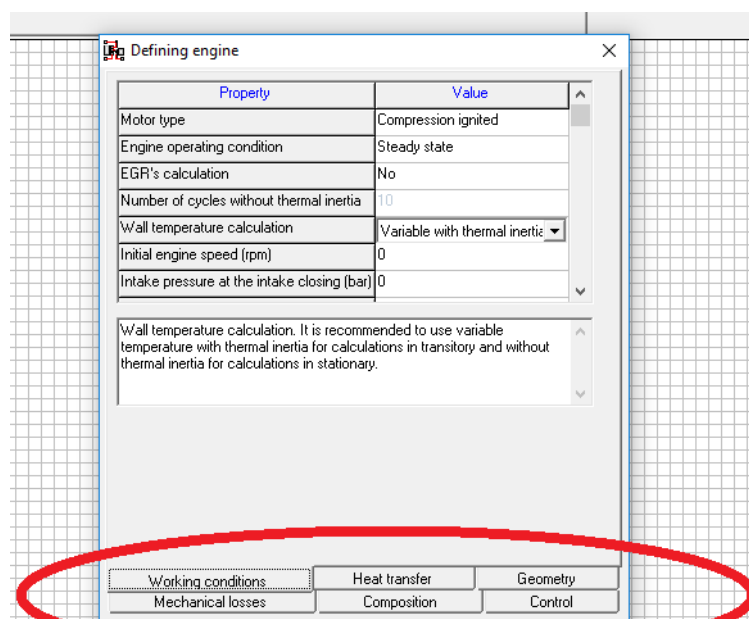 Defining engine
Property Value
Motor type Compression ignited
Engine operating condition Steady state
EGR's calculation No
Number of cycles without thermal inertia 10
Wall temperature calculation Variable with thermal inertia
Initial engine speed (rpm) 0
Intake pressure at the intake closing (bar) 0
Wall temperature calculation. It is recommended to use variable
temperature with thermal inertia for calculations in transitory and without
thermal inertia for calculations in stationary.
Working conditions Heat transfer Geometry
Mechanical losses Composition Control